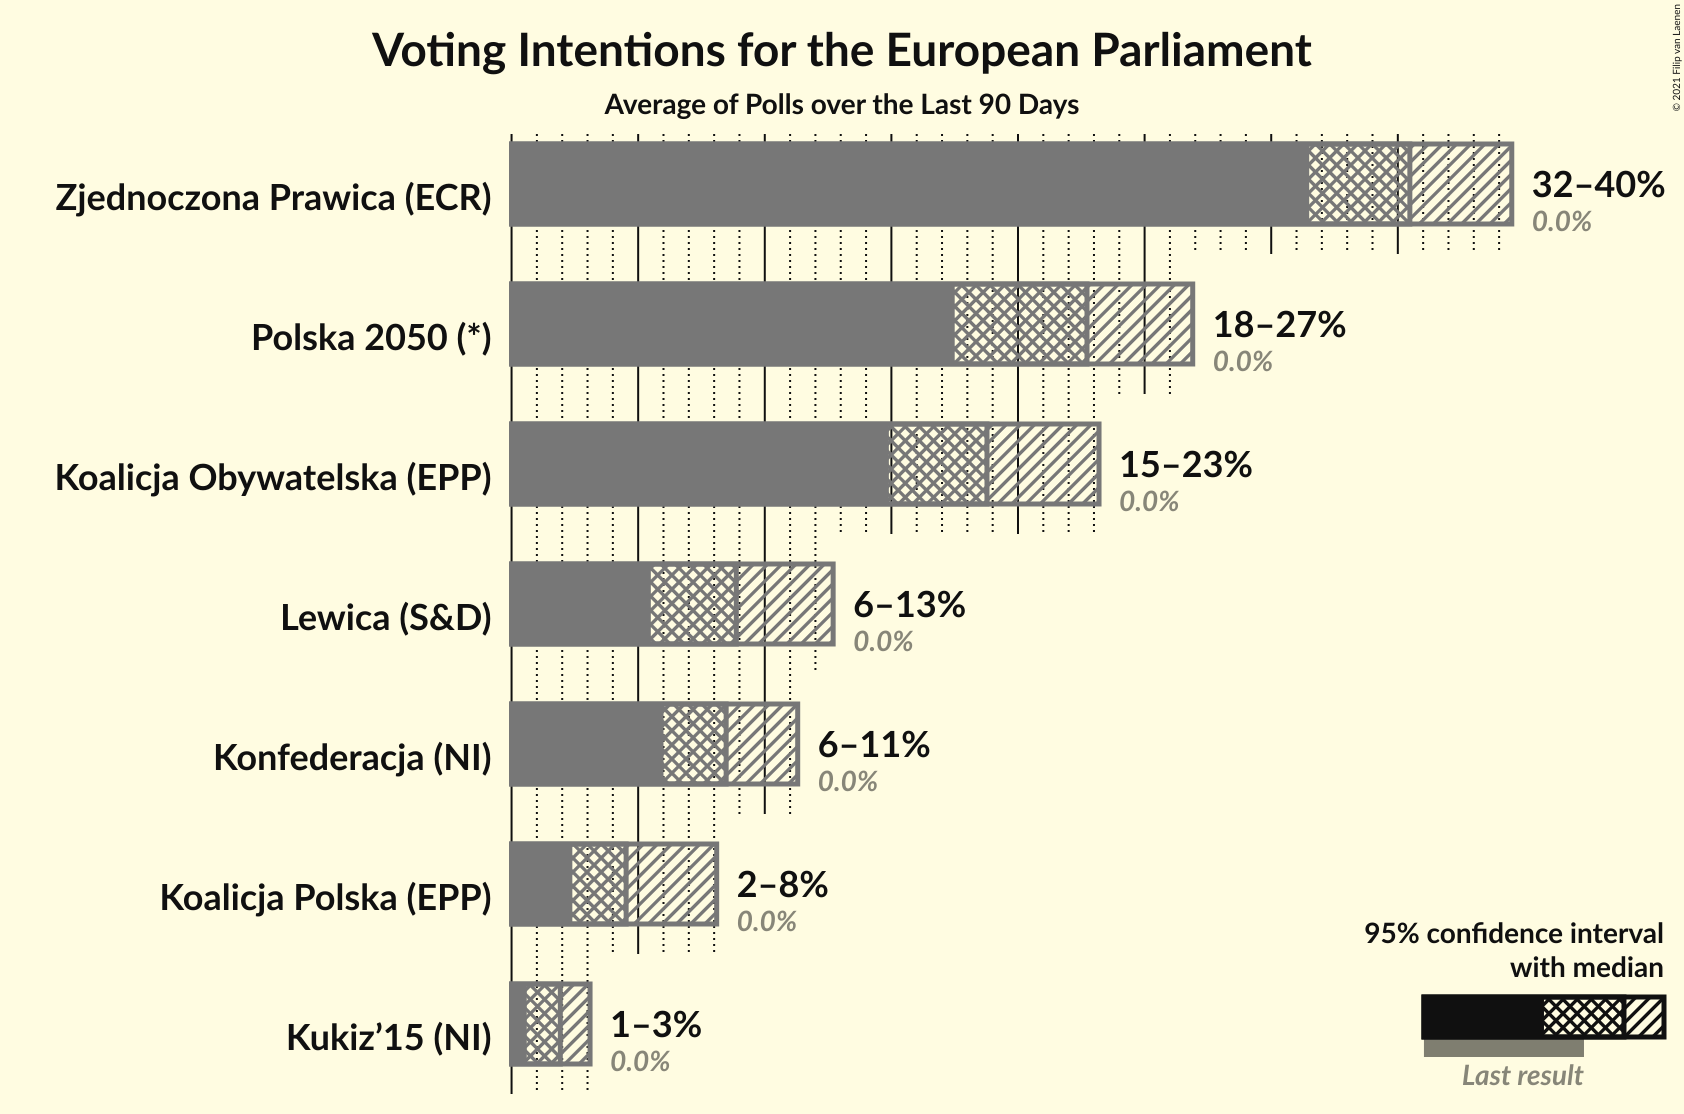 Voting Intentions for the European Parliament
Average of Polls over the Last 90 Days
© 2021 Filip van Laenen
Zjednoczona Prawica (ECR)
32–40%
0.0%
Polska 2050 (*)
18–27%
0.0%
Koalicja Obywatelska (EPP)
15–23%
0.0%
Lewica (S&D)
6–13%
0.0%
Konfederacja (NI)
6–11%
0.0%
Koalicja Polska (EPP)
2–8%
0.0%
Kukiz’15 (NI)
1–3%
0.0%
95% confidence interval
with median
Last result